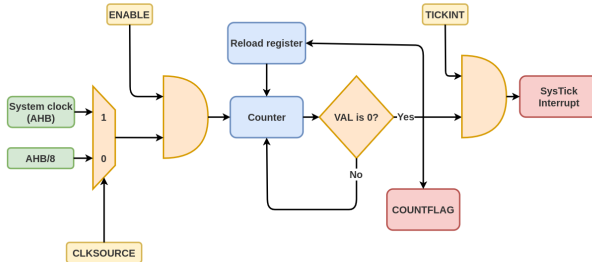 ENABLE
TICKINT
Reload register
System clock
(AHB)
1
Counter
VAL is 0?
Yes
SysTick
Interrupt
AHB/8
0
No
COUNTFLAG
CLKSOURCE